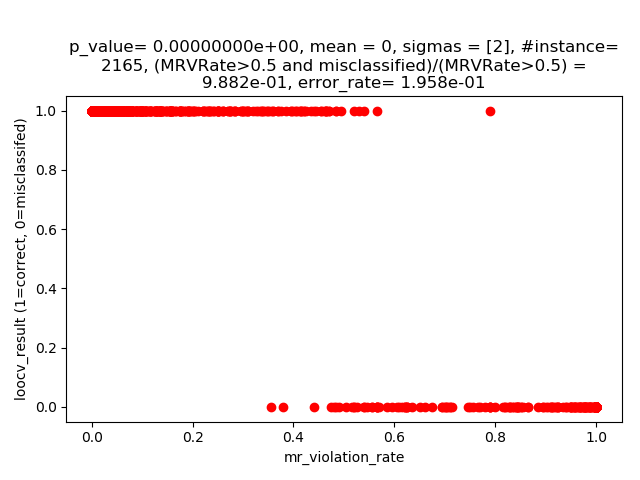 p_value= 0.00000000e+00, mean = 0, sigmas = [2], #instance=
2165, (MRVRate>0.5 and misclassified)/(MRVRate>0.5) =
9.882e-01, error_rate= 1.958e-01
loocv_result (1=correct, 0=misclassifed)
1.0
0.8
0.6
0.4
0.2
0.0
0.0 0.2 0.4 0.6 0.8 1.0
mr_violation_rate